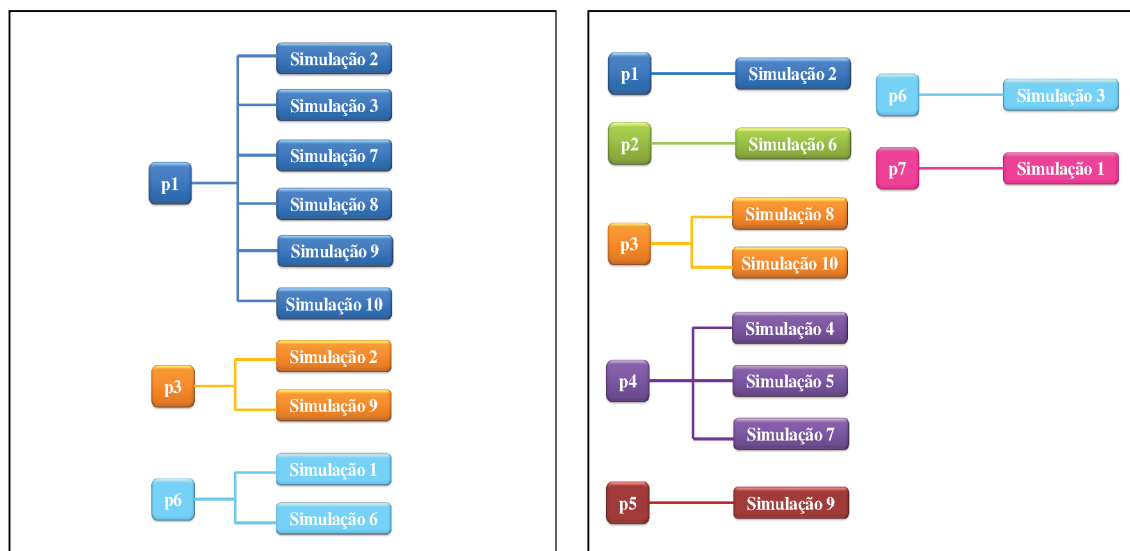 p1
Simulação 2
Simulação 3
Simulação 7
Simulação 8
Simulação 9
Simulação 10
p3
Simulação 2
Simulação 9
p6
Simulação 1
Simulação 6
p1
Simulação 2
p2
Simulação 6
p3
Simulação 8
Simulação 10
p4
Simulação 4
Simulação 5
Simulação 7
p5
Simulação 9
p6
Simulação 3
p7
Simulação 1